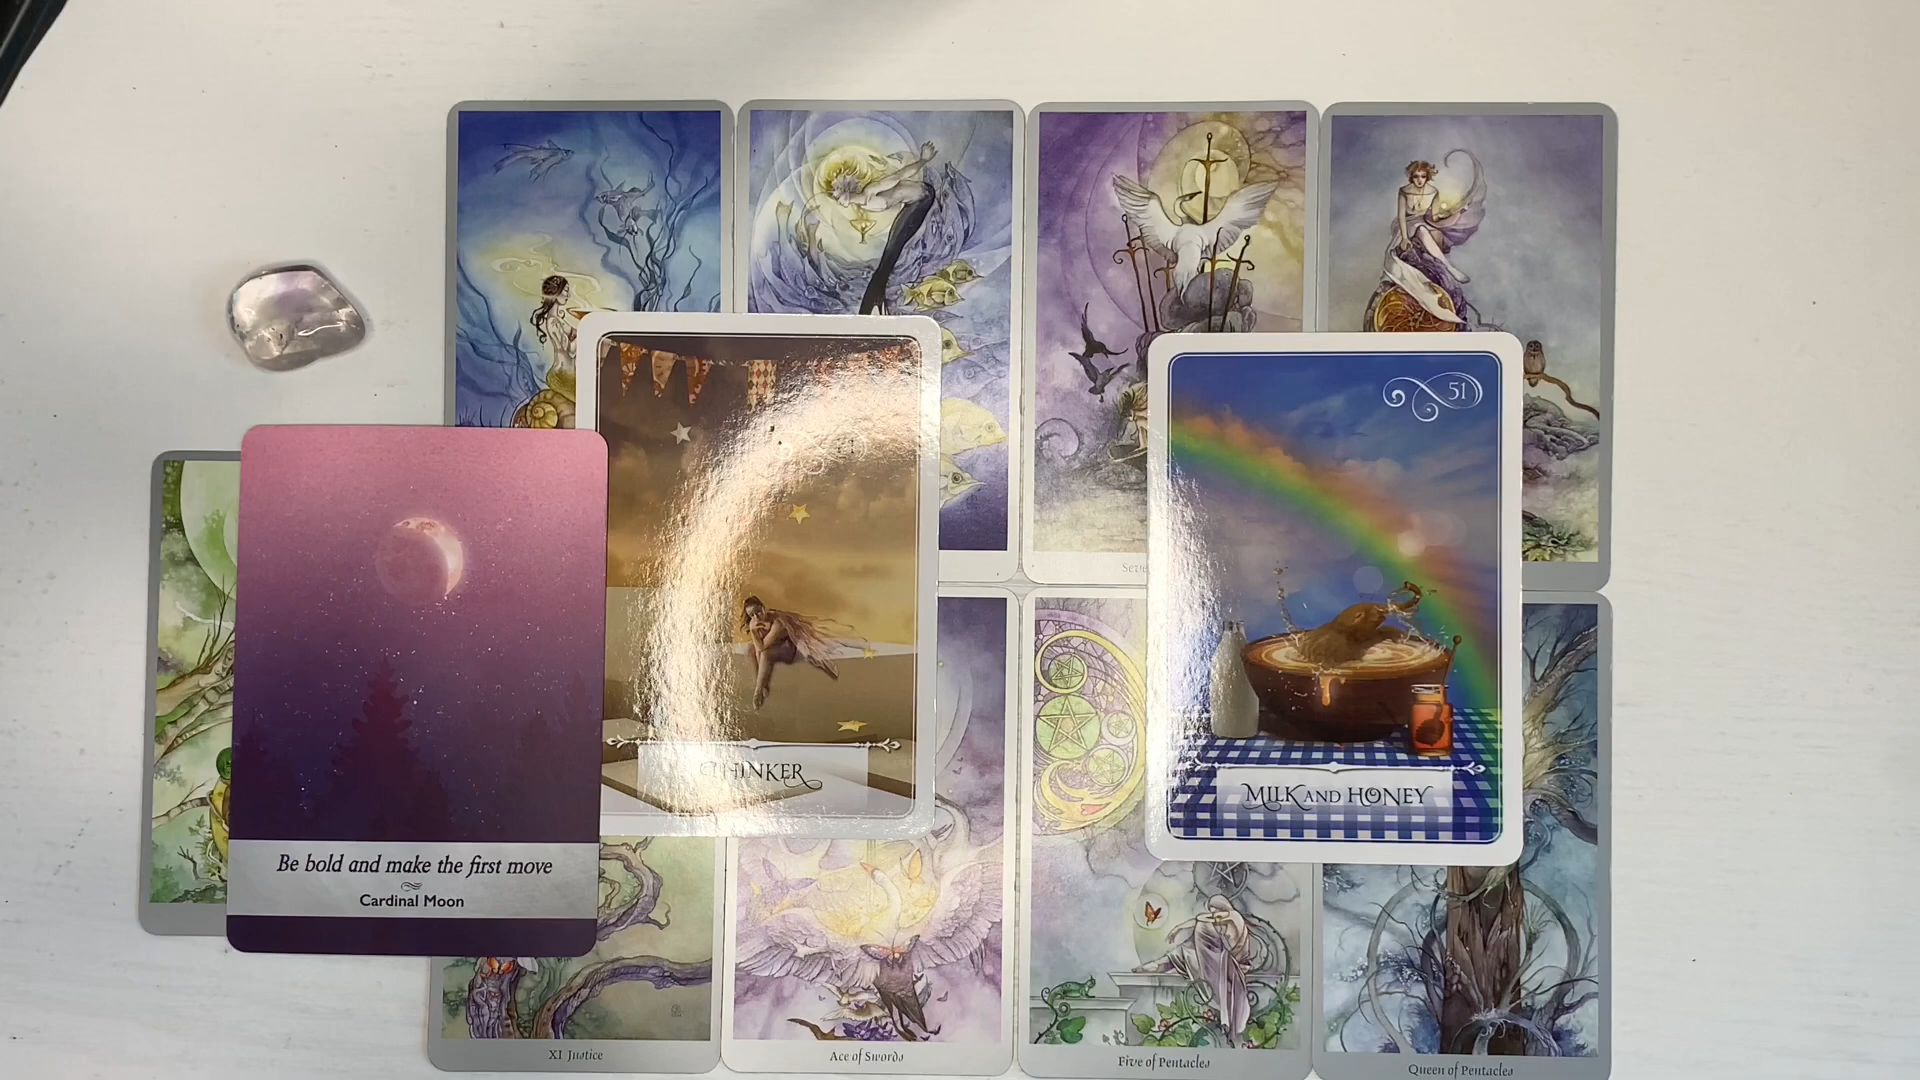 51
Seve
THINKER
MILK AND HONEY
Be bold and make the first move
Cardinal Moon
XI Justice
Ace of Swords
Five of Pentacles
Queen of Pentacles